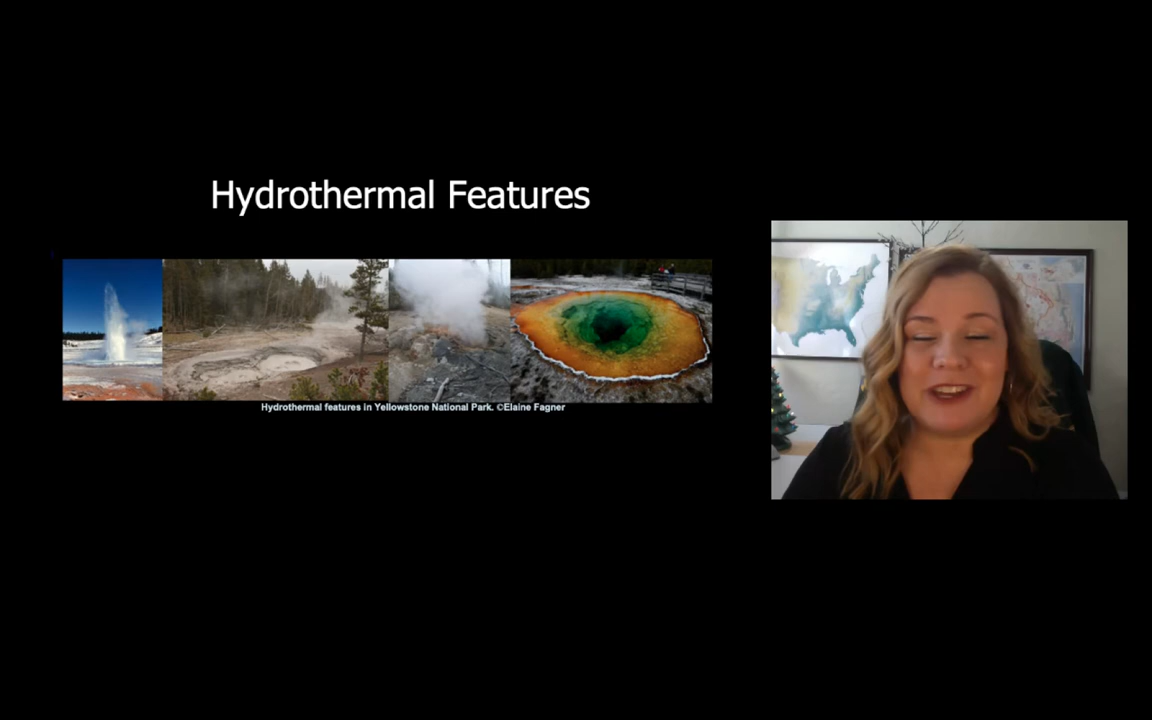 Hydrothermal Features
Hydrothermal features in Yellowstone National Park. ©Elaine Fagner